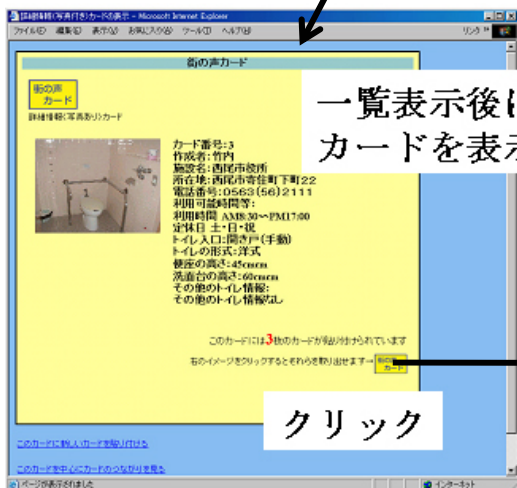 詳細情報(写真付き)カードの表示 - Microsoft Internet Explorer
ファイル(F) 編集(E) 表示(V) お気に入り(A) ツール(T) ヘルプ(H) リンク »
街の声カード
街の声
カード
詳細情報(写真あり)カード
一覧表示後に
カードを表示
カード番号:3
作成者:竹内
施設名:西尾市役所
所在地:西尾市寄住町下町22
電話番号:0563(56)2111
利用可能時間等:
利用時間 AM8:30~PM17:00
定休日 土・日・祝
トイレ入口:開き戸(手動)
トイレの形式:洋式
便座の高さ:45cmcm
洗面台の高さ:60cmcm
その他のトイレ情報:
その他のトイレ情報なし
このカードには3枚のカードが貼り付けられています
右のイメージをクリックするとそれらを取り出せます→
街の声
カード
クリック
このカードに新しいカードを貼り付ける
このカードを中心にカードのつながりを見る
ページが表示されました インターネット